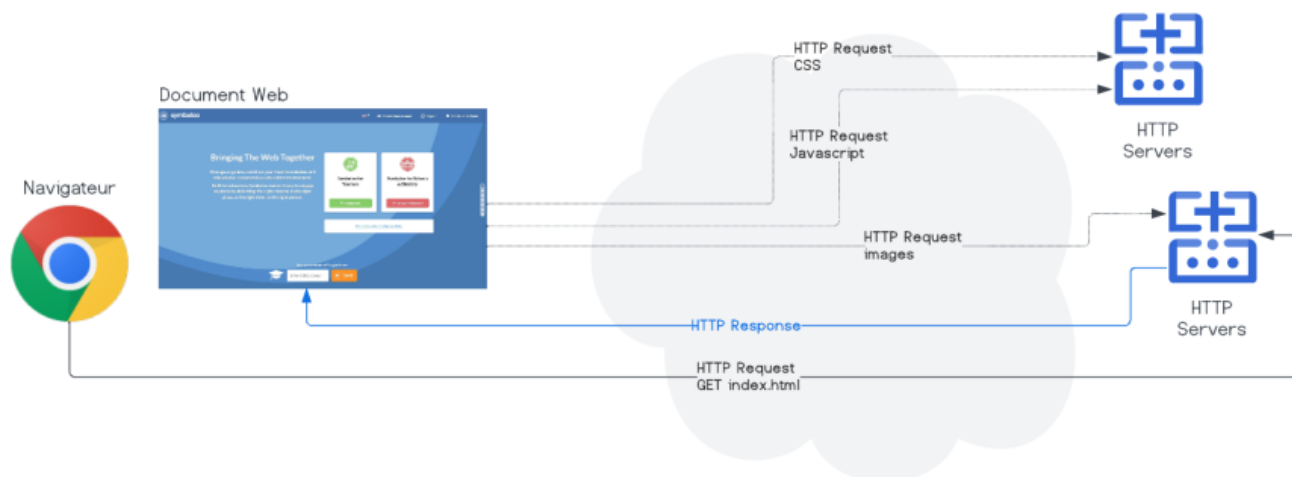 HTTP Request
CSS
Document Web
symbaloo
HTTP Request
Javascript
HTTP
Servers
Bringing The Web Together
Navigateur
HTTP Request
images
HTTP
Servers
HTTP Response
HTTP Request
GET index.html